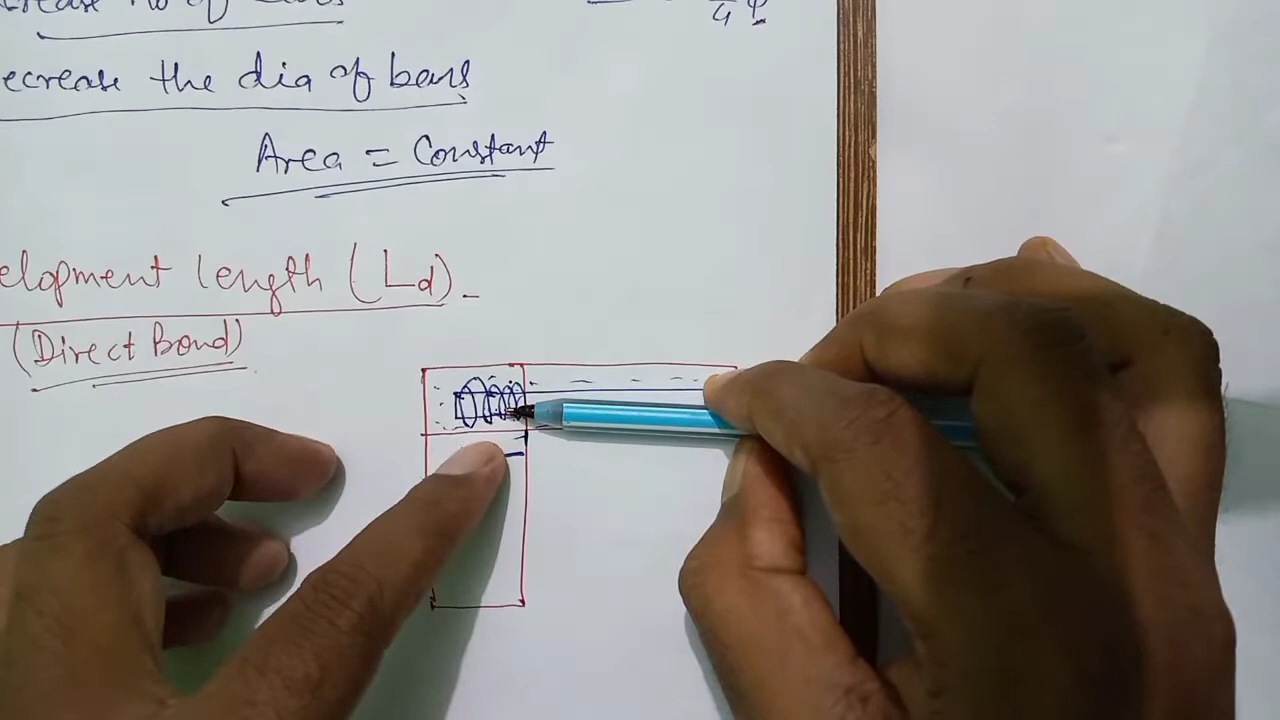 ecrease the dia of bars
Area = Constant
elopment length (Ld).
(Direct Bond)